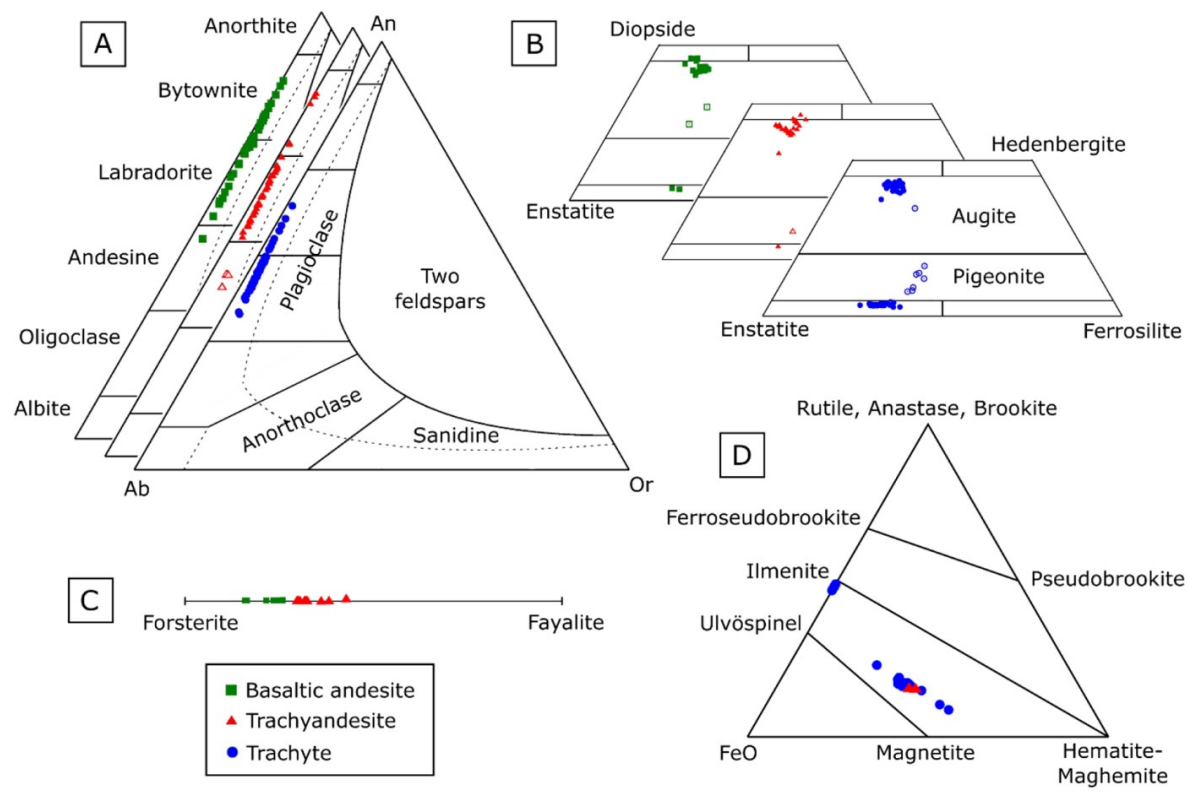 A
Anorthite
An
Bytownite
Labradorite
Andesine
Oligoclase
Albite
Plagioclase
Two
feldspars
Anorthoclase
Sanidine
Ab
Or
B
Diopside
Enstatite
Hedenbergite
Augite
Pigeonite
Enstatite
Ferrosilite
C
Forsterite
Fayalite
Basaltic andesite
Trachyandesite
Trachyte
D
Rutile, Anastase, Brookite
Ferroseudobrookite
Ilmenite
Pseudobrookite
Ulvöspinel
FeO
Magnetite
Hematite-
Maghemite